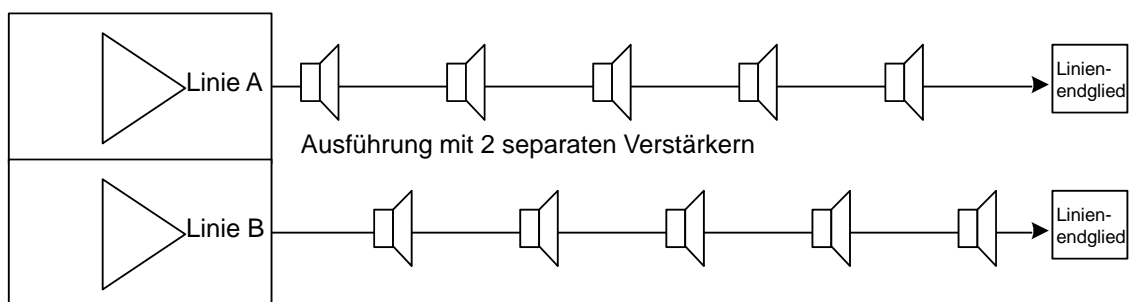 Linie A
Linien-
endglied
Ausführung mit 2 separaten Verstärkern
Linie B
Linien-
endglied